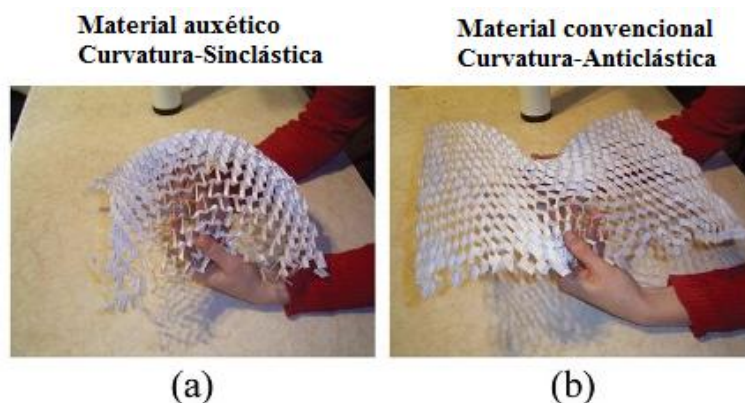 Material auxético
Curvatura-Sinclástica
Material convencional
Curvatura-Anticlástica
(a)
(b)